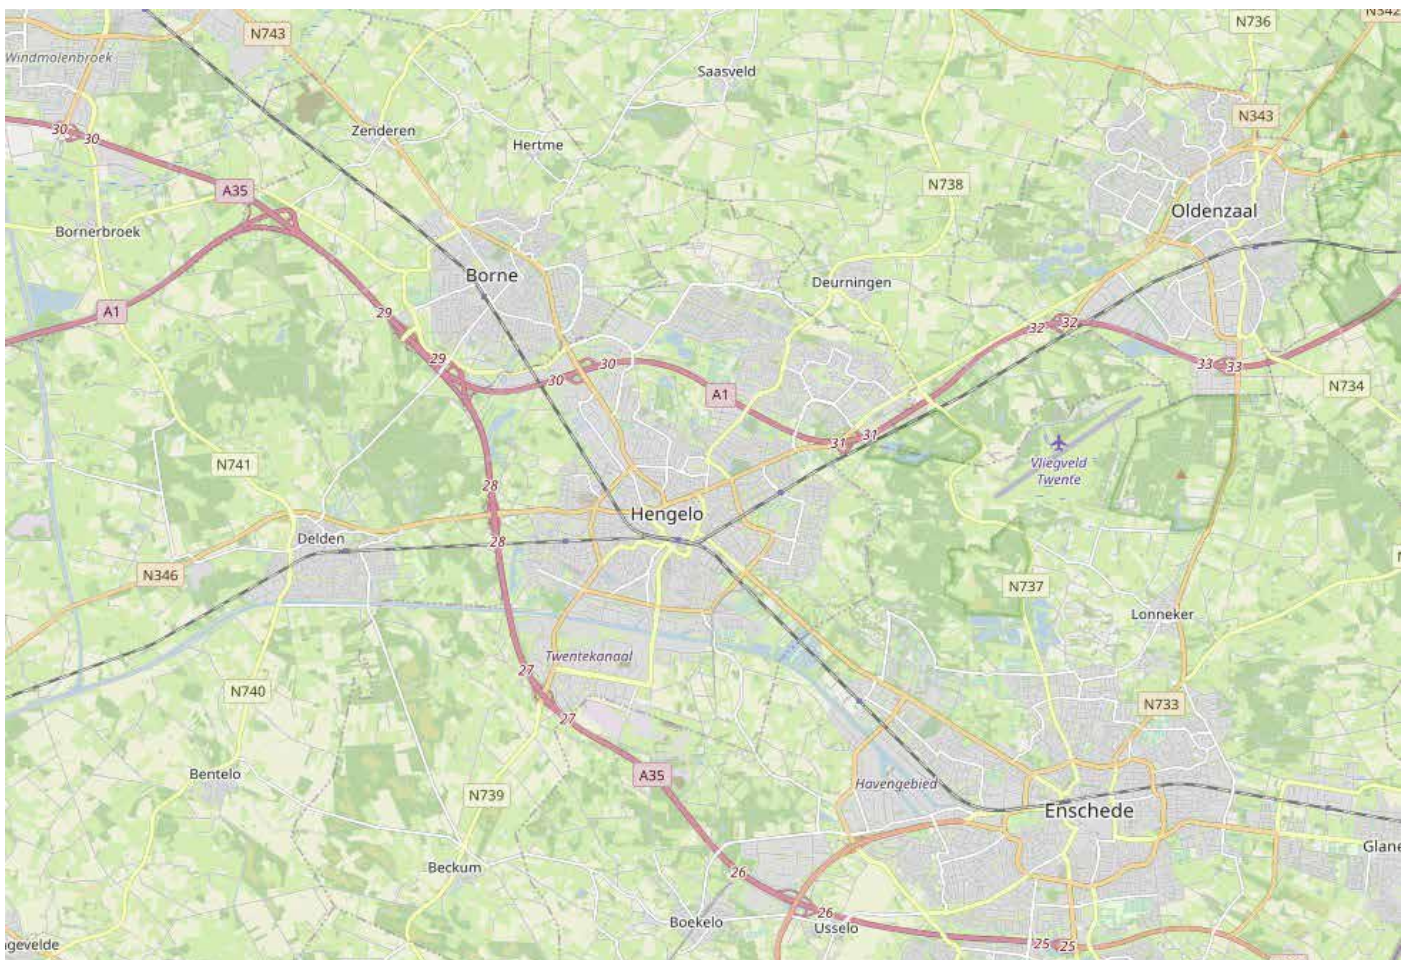 N743
N736
N342
Windmolenbroek
Saasveld
30
30
Zenderen
Hertme
N343
A35
N738
Bornerbroek
Oldenzaal
Borne
Deurningen
A1
29
32
32
29
30
30
33
33
A1
N734
31
31
N741
Vliegveld
Twente
28
Hengelo
28
Delden
N346
N737
Lonneker
Twentekanaal
27
N740
N733
27
Bentelo
A35
Havengebied
N739
Enschede
Glane
Beckum
26
26
Boekelo
Usselo
25
25
gevelde